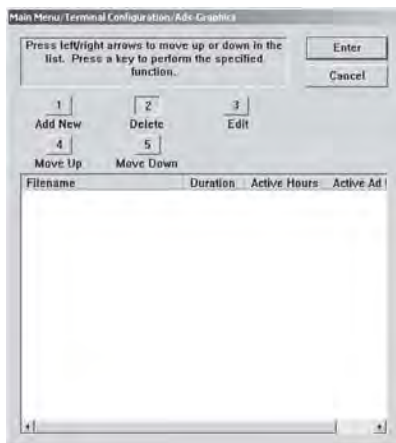 Main Menu/Terminal Configuration/Ads-Graphics
Press left/right arrows to move up or down in the
list. Press a key to perform the specified
function.
Enter
Cancel
1 2 3
Add New Delete Edit
4 5
Move Up Move Down
Filename Duration Active Hours Active Ad